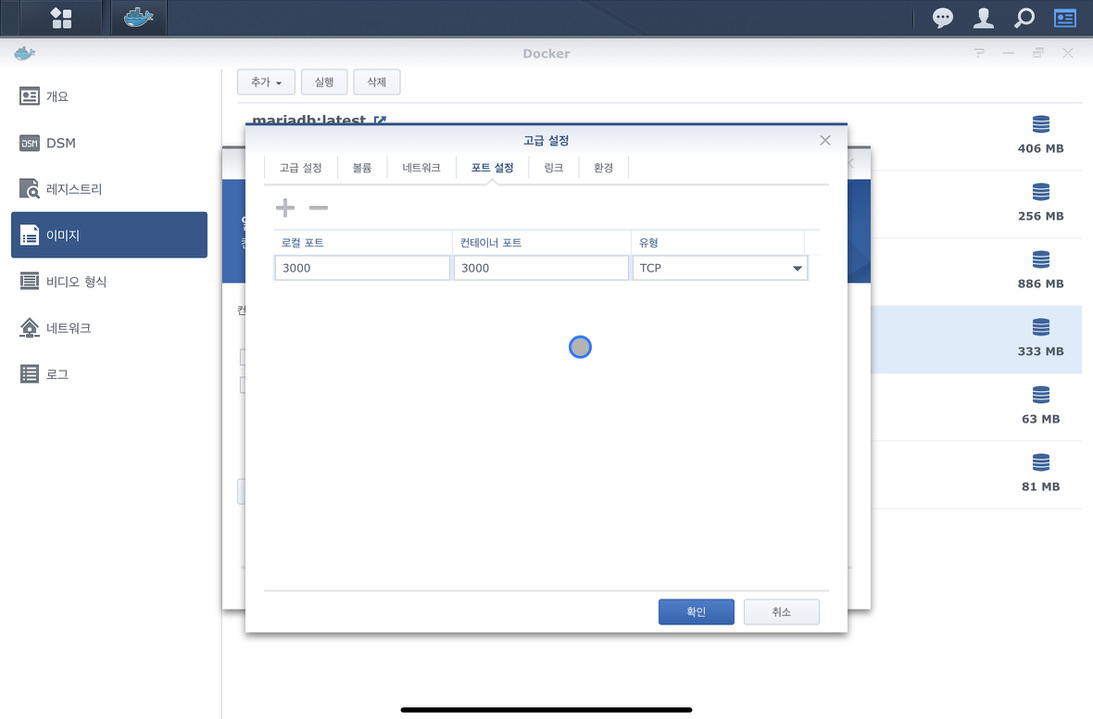 Docker
추가 실행 삭제
개요
DSM DSM
레지스트리
이미지
비디오 형식
네트워크
로그
mariadb:latest
고급 설정
고급 설정 볼륨 네트워크 포트 설정 링크 환경
로컬 포트 컨테이너 포트 유형
3000 3000 TCP
확인 취소
406 MB
256 MB
886 MB
333 MB
63 MB
81 MB